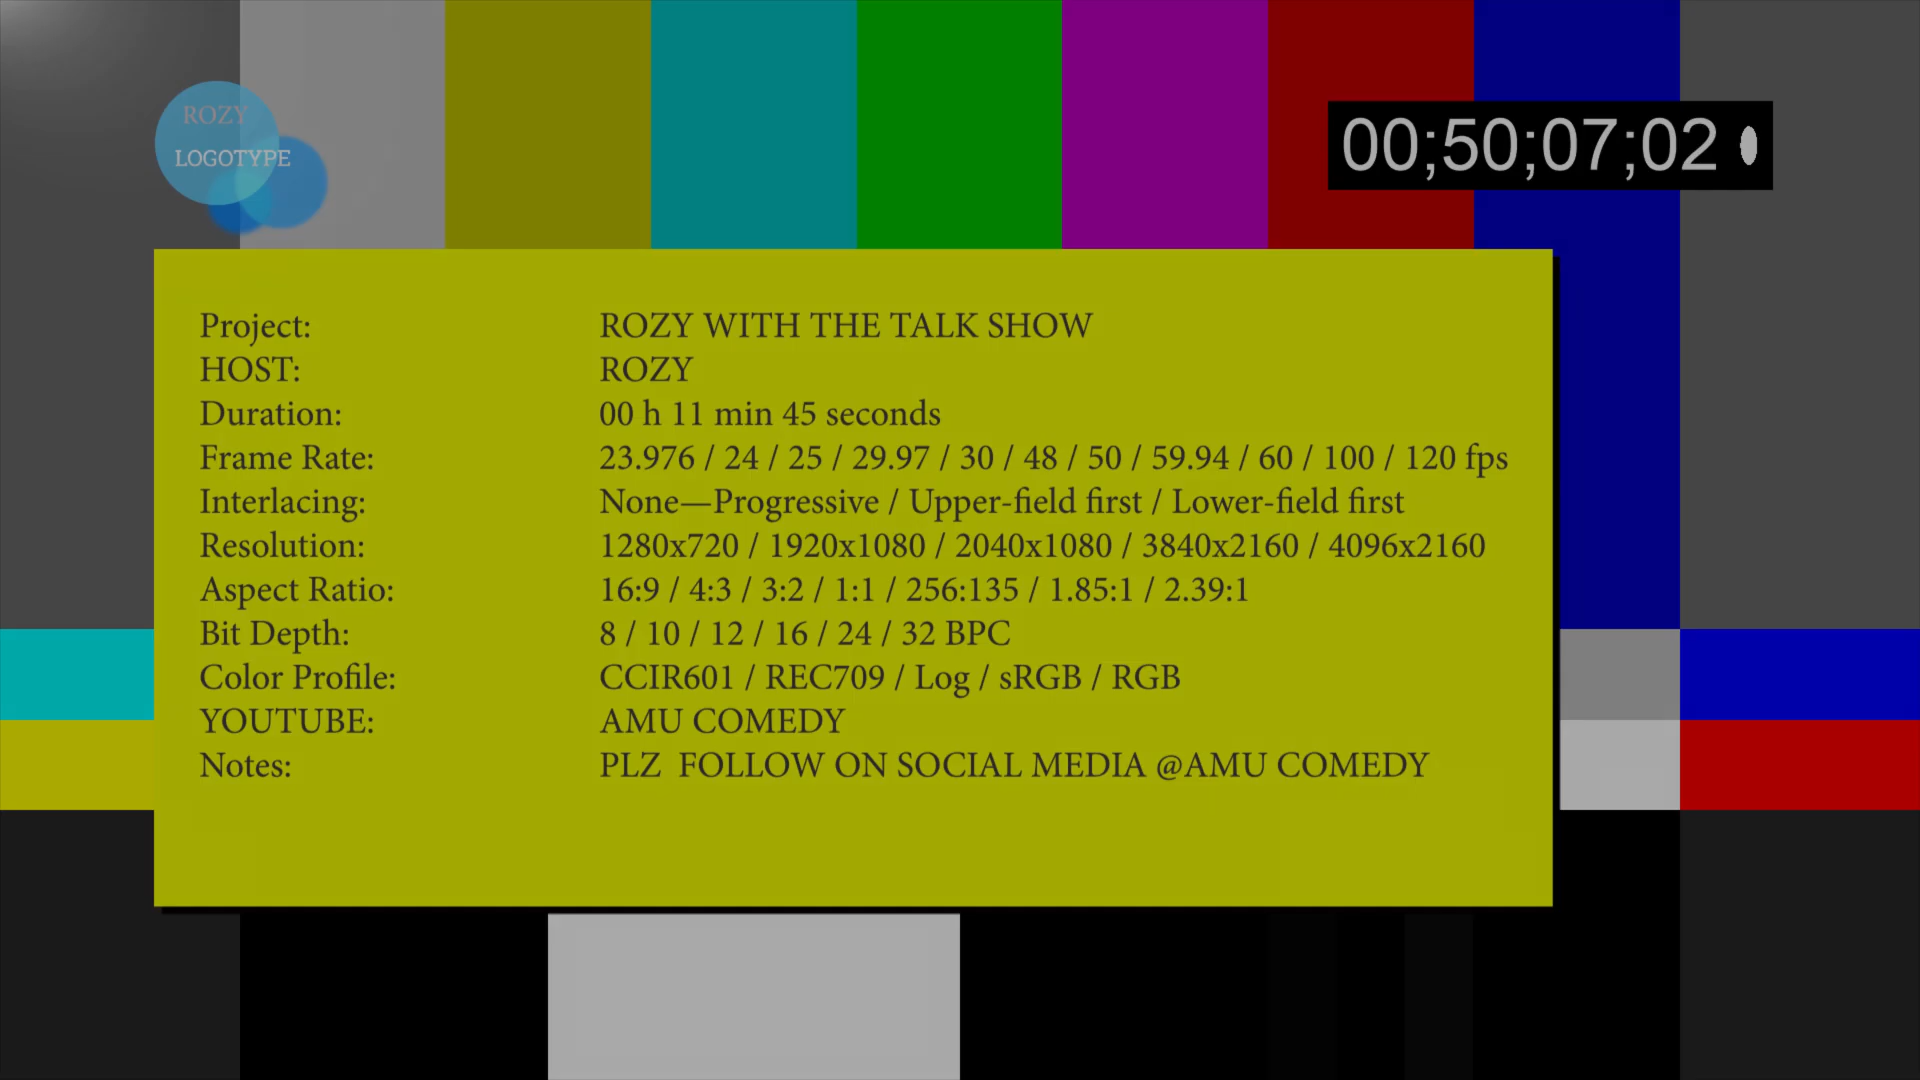 ROZY
LOGOTYPE
00;50;07;02
Project: ROZY WITH THE TALK SHOW
HOST: ROZY
Duration: 00 h 11 min 45 seconds
Frame Rate: 23.976 / 24 / 25 / 29.97 / 30 / 48 / 50 / 59.94 / 60 / 100 / 120 fps
Interlacing: None—Progressive / Upper-field first / Lower-field first
Resolution: 1280x720 / 1920x1080 / 2040x1080 / 3840x2160 / 4096x2160
Aspect Ratio: 16:9 / 4:3 / 3:2 / 1:1 / 256:135 / 1.85:1 / 2.39:1
Bit Depth: 8 / 10 / 12 / 16 / 24 / 32 BPC
Color Profile: CCIR601 / REC709 / Log / sRGB / RGB
YOUTUBE: AMU COMEDY
Notes: PLZ  FOLLOW ON SOCIAL MEDIA @AMU COMEDY